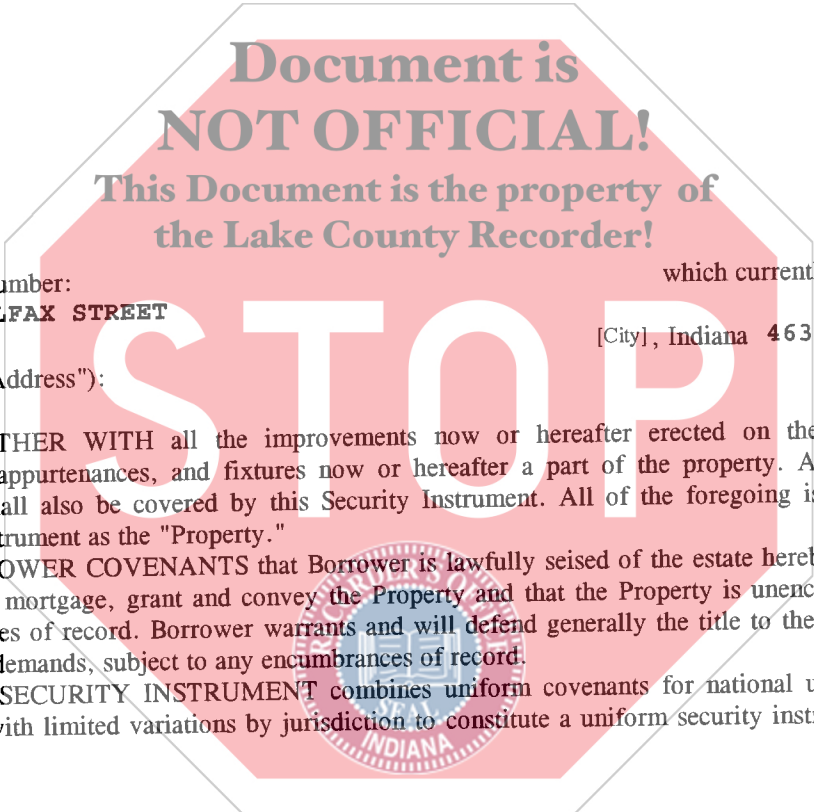 Document is
NOT OFFICIAL!
This Document is the property of
the Lake County Recorder!
which currentl
umber:
LFAX STREET
[City], Indiana 463
Address"):
STOP
THER WITH all the improvements now or hereafter erected on the
appurtenances, and fixtures now or hereafter a part of the property. A
all also be covered by this Security Instrument. All of the foregoing is
trument as the "Property."
OWER COVENANTS that Borrower is lawfully seised of the estate hereb
mortgage, grant and convey the Property and that the Property is unenc
es of record. Borrower warrants and will defend generally the title to the
demands, subject to any encumbrances of record.
SECURITY INSTRUMENT combines uniform covenants for national u
with limited variations by jurisdiction to constitute a uniform security instr
RECORDER'S OFFICE
SEAL
INDIANA